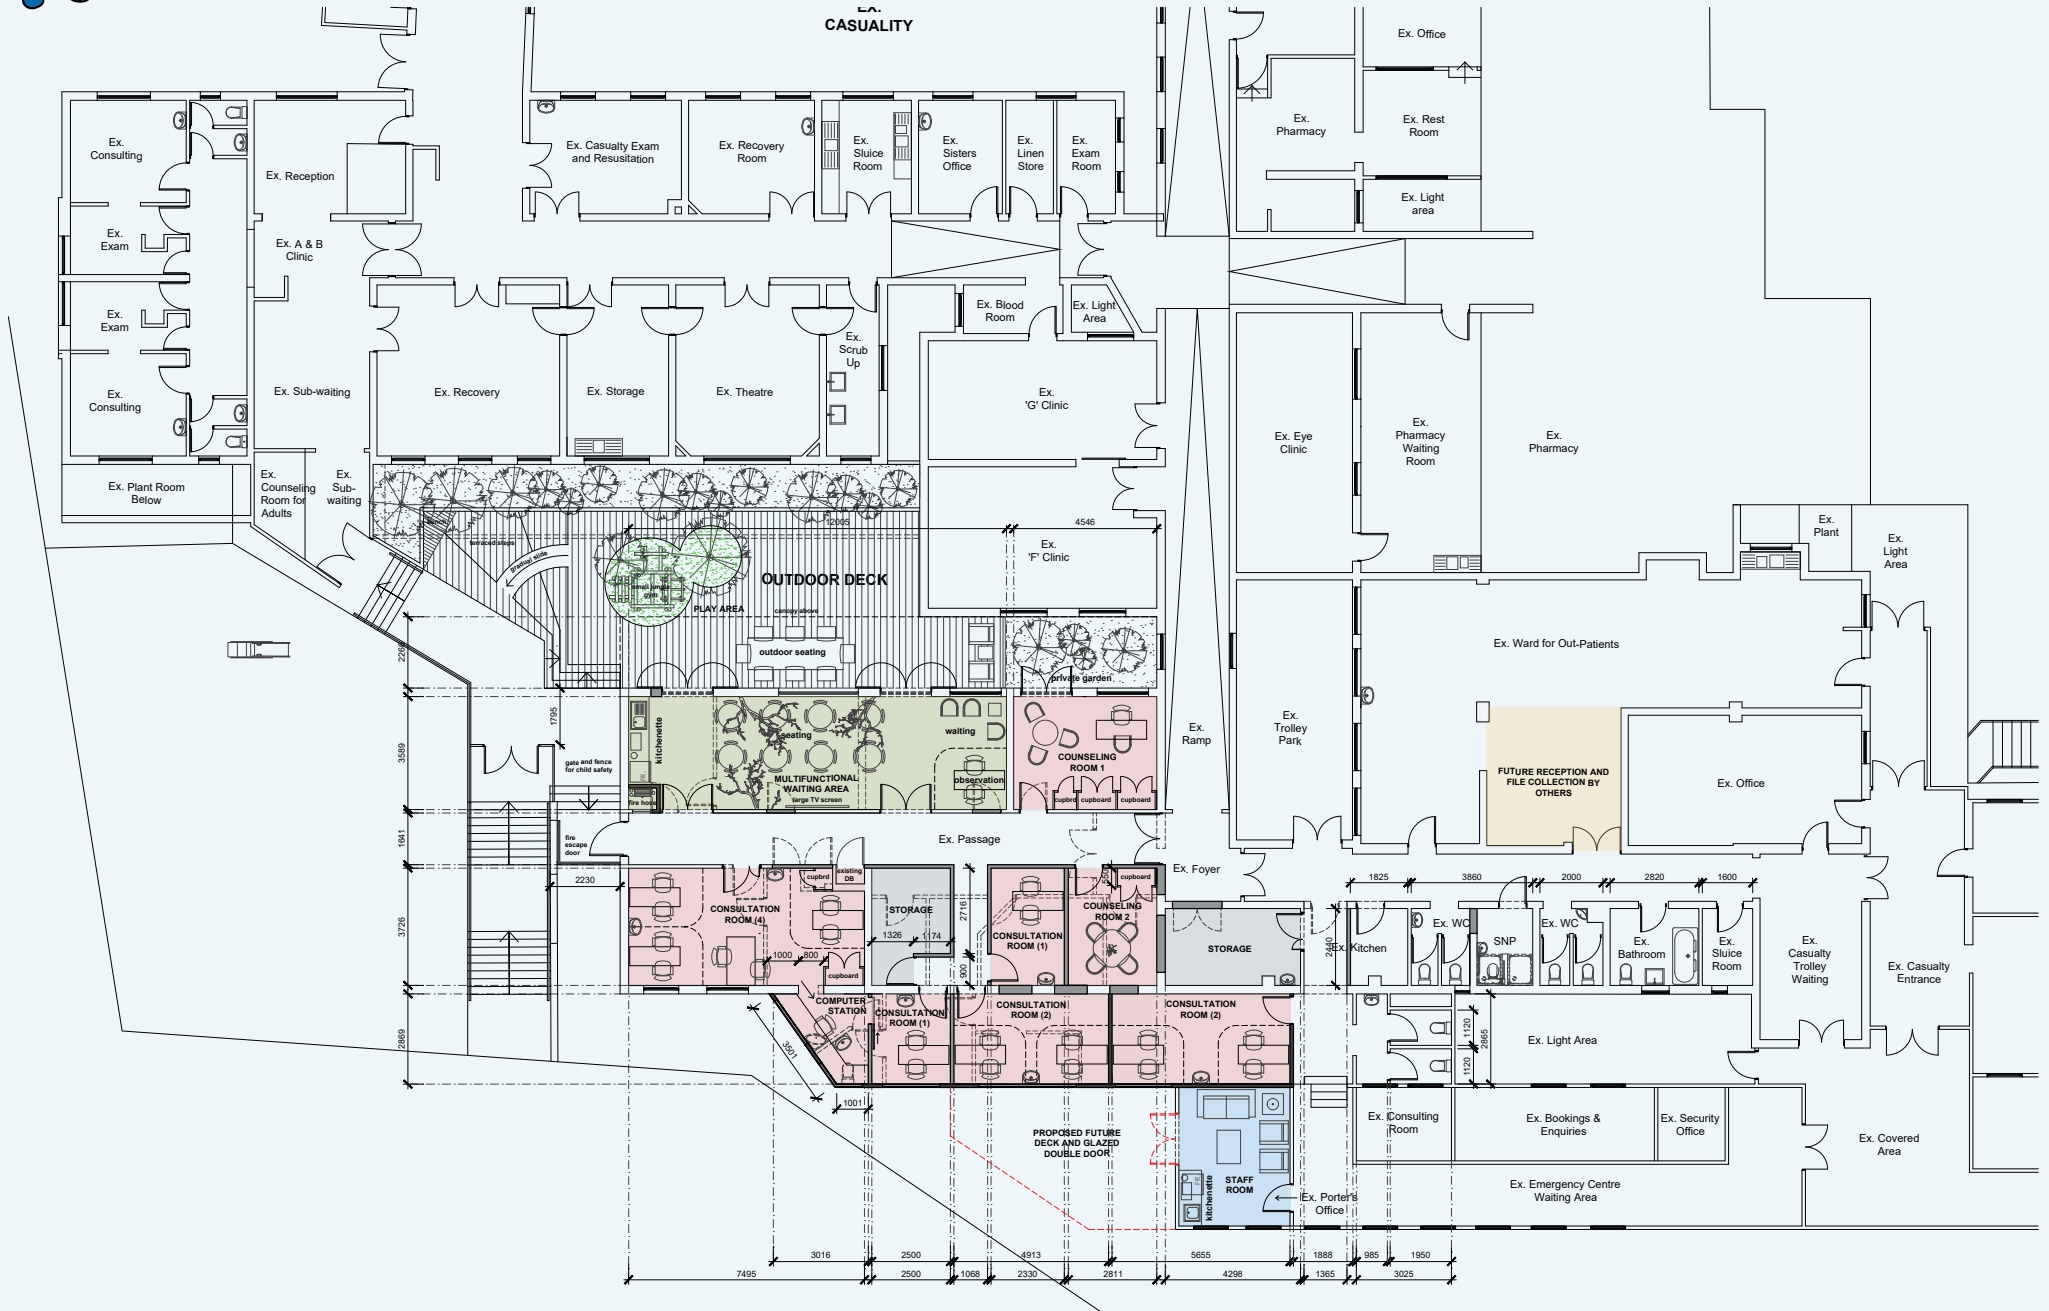 EX.
CASUALITY
Ex. Office
Ex.
Consulting
Ex. Reception
Ex. Casualty Exam
and Resusitation
Ex. Recovery
Room
Ex.
Sluice
Room
Ex.
Sisters
Office
Ex.
Linen
Store
Ex.
Exam
Room
Ex.
Pharmacy
Ex. Rest
Room
Ex. Light
area
Ex.
Exam
Ex. A & B
Clinic
Ex.
Exam
Ex. Blood
Room
Ex. Light
Area
Ex.
Scrub
Up
Ex.
Consulting
Ex. Sub-waiting
Ex. Recovery
Ex. Storage
Ex. Theatre
Ex.
'G' Clinic
Ex. Eye
Clinic
Ex.
Pharmacy
Waiting
Room
Ex.
Pharmacy
Ex. Plant Room
Below
Ex.
Counseling
Room for
Adults
Ex.
Sub-
waiting
bench
terraced steps
gradual slide
12005
4546
Ex.
'F' Clinic
Ex.
Plant
Ex.
Light
Area
OUTDOOR DECK
small jungle
gym
PLAY AREA
canopy above
outdoor seating
private garden
Ex. Ward for Out-Patients
1795
3589
kitchenette
seating
waiting
observation
MULTIFUNCTIONAL
WAITING AREA
large TV screen
fire hose
gate and fence
for child safety
COUNSELING
ROOM 1
cupbrd
cupboard
cupboard
Ex.
Ramp
Ex.
Trolley
Park
FUTURE RECEPTION AND
FILE COLLECTION BY
OTHERS
Ex. Office
1641
fire
escape
door
Ex. Passage
Ex. Foyer
2230
cupbrd
existing
DB
cupboard
550
1825
3860
2000
2820
1600
3726
CONSULTATION
ROOM (4)
STORAGE
2716
1326
1174
900
1000
800
cupboard
CONSULTATION
ROOM (1)
COUNSELING
ROOM 2
STORAGE
2440
Ex. Kitchen
Ex. WC
SNP
Ex. WC
Ex.
Bathroom
Ex.
Sluice
Room
Ex.
Casualty
Trolley
Waiting
Ex. Casualty
Entrance
2869
COMPUTER
STATION
3501
1001
CONSULTATION
ROOM (1)
CONSULTATION
ROOM (2)
CONSULTATION
ROOM (2)
1120
1120
2865
Ex. Light Area
PROPOSED FUTURE
DECK AND GLAZED
DOUBLE DOOR
kitchenette
STAFF
ROOM
Ex. Porter's
Office
Ex. Consulting
Room
Ex. Bookings &
Enquiries
Ex. Security
Office
Ex. Covered
Area
Ex. Emergency Centre
Waiting Area
3016
2500
4913
5655
1888
985
1950
7495
2500
1068
2330
2811
4298
1365
3025